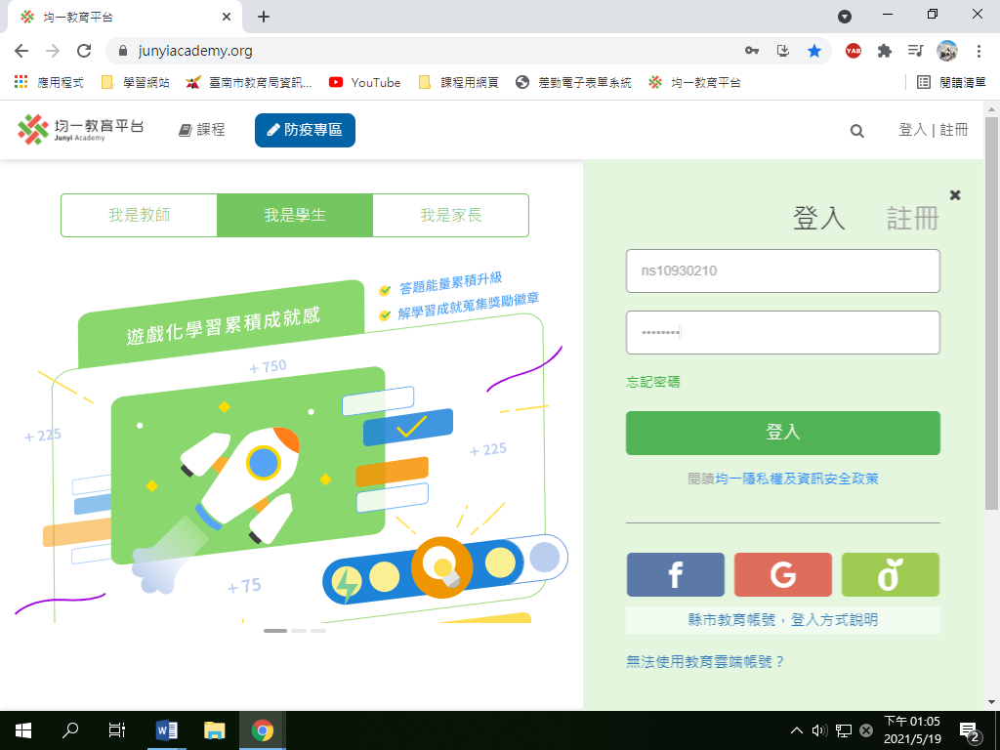 均一教育平台
junyiacademy.org
ABP
應用程式
學習網站
臺南市教育局資訊...
YouTube
課程用網頁
差勤電子表單系統
均一教育平台
閱讀清單
均一教育平台
Junyi Academy
課程
防疫專區
登入 | 註冊
我是教師
我是學生
我是家長
登入
註冊
ns10930210
••••••••
忘記密碼
登入
閱讀均一隱私權及資訊安全政策
f
G
縣市教育帳號，登入方式說明
無法使用教育雲端帳號？
答題能量累積升級
解學習成就蒐集獎勵徽章
遊戲化學習累積成就感
+ 750
+ 225
+ 225
+ 75
下午 01:05
2021/5/19
2